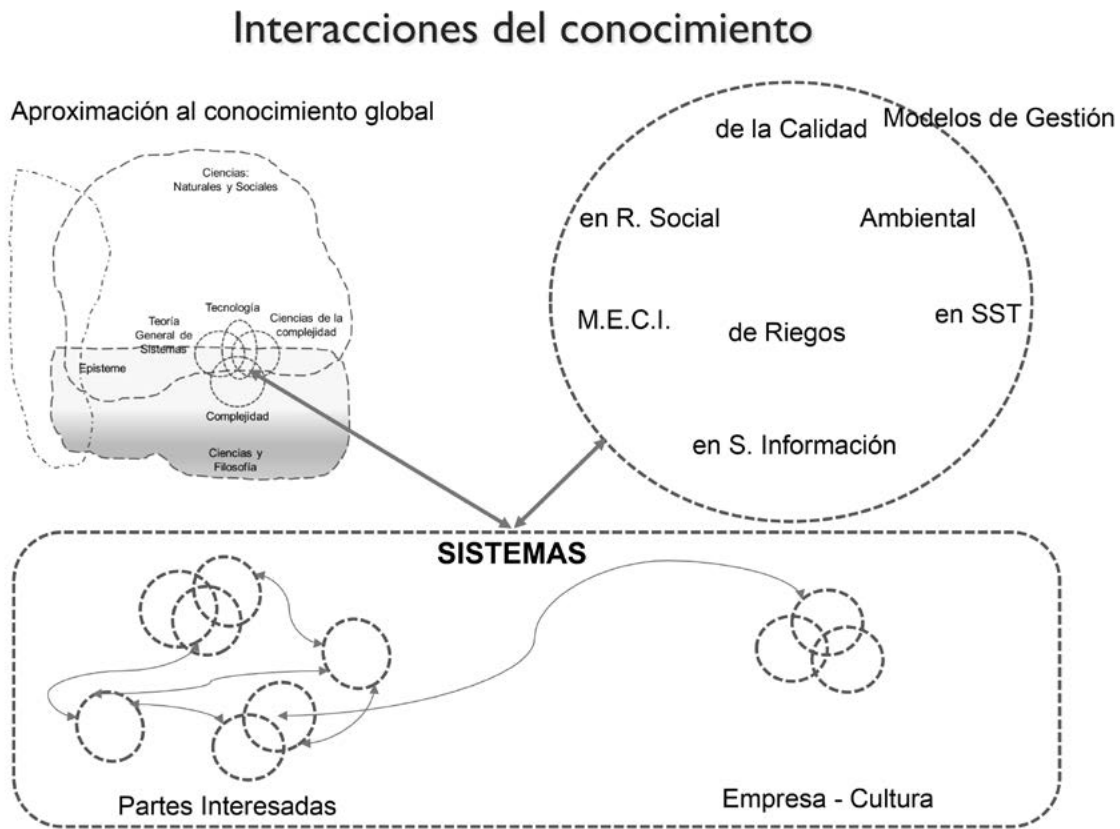 Interacciones del conocimiento
Aproximación al conocimiento global
Ciencias:
Naturales y Sociales
Tecnología
Teoría
General de
Sistemas
Ciencias de la
complejidad
Episteme
Complejidad
Ciencias y
Filosofía
Modelos de Gestión
de la Calidad
en R. Social
Ambiental
M.E.C.I.
de Riegos
en SST
en S. Información
SISTEMAS
Partes Interesadas
Empresa - Cultura